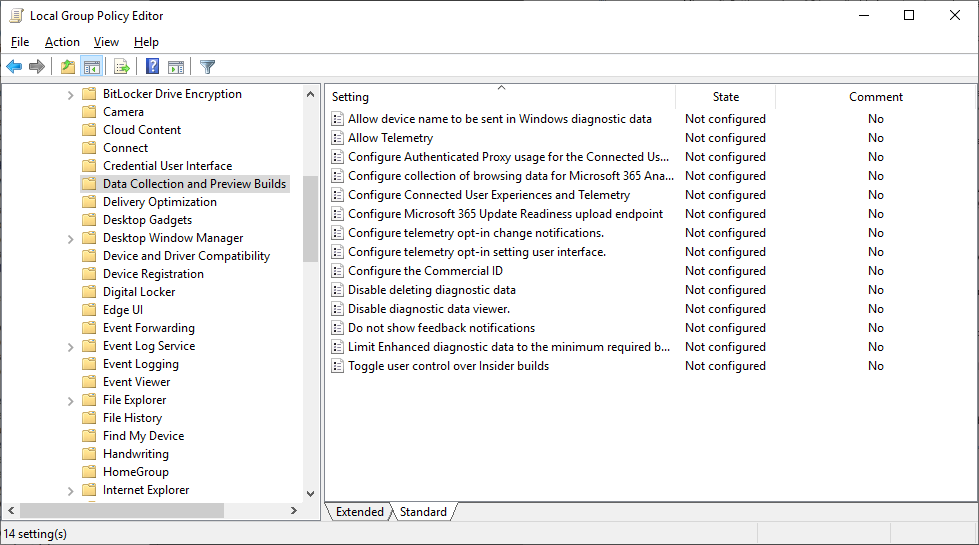 Local Group Policy Editor
File Action View Help
BitLocker Drive Encryption
Camera
Cloud Content
Connect
Credential User Interface
Data Collection and Preview Builds
Delivery Optimization
Desktop Gadgets
Desktop Window Manager
Device and Driver Compatibility
Device Registration
Digital Locker
Edge UI
Event Forwarding
Event Log Service
Event Logging
Event Viewer
File Explorer
File History
Find My Device
Handwriting
HomeGroup
Internet Explorer
Setting State Comment
Allow device name to be sent in Windows diagnostic data Not configured No
Allow Telemetry Not configured No
Configure Authenticated Proxy usage for the Connected Us... Not configured No
Configure collection of browsing data for Microsoft 365 Ana... Not configured No
Configure Connected User Experiences and Telemetry Not configured No
Configure Microsoft 365 Update Readiness upload endpoint Not configured No
Configure telemetry opt-in change notifications. Not configured No
Configure telemetry opt-in setting user interface. Not configured No
Configure the Commercial ID Not configured No
Disable deleting diagnostic data Not configured No
Disable diagnostic data viewer. Not configured No
Do not show feedback notifications Not configured No
Limit Enhanced diagnostic data to the minimum required b... Not configured No
Toggle user control over Insider builds Not configured No
Extended Standard
14 setting(s)